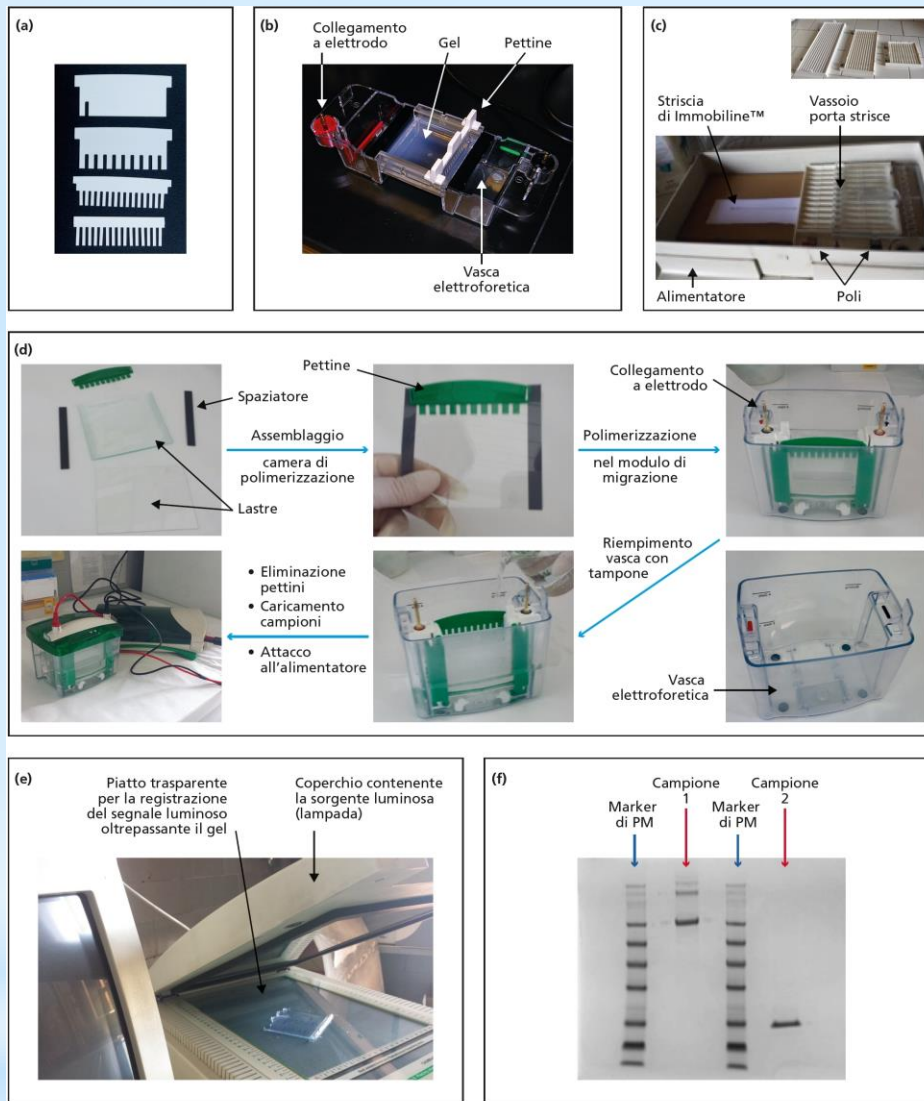 (a)
(b)
Collegamento
a elettrodo
Gel
Pettine
Vasca
elettroforetica
(c)
Striscia
di Immobiline™
Vassoio
porta strisce
Alimentatore
Poli
(d)
Pettine
Spaziatore
Lastre
Assemblaggio
camera di
polimerizzazione
Polimerizzazione
nel modulo di
migrazione
Collegamento
a elettrodo
Riempimento
vasca con
tampone
• Eliminazione
pettini
• Caricamento
campioni
• Attacco
all'alimentatore
Vasca
elettroforetica
(e)
Piatto trasparente
per la registrazione
del segnale luminoso
oltrepassante il gel
Coperchio contenente
la sorgente luminosa
(lampada)
(f)
Marker
di PM
Campione
1
Marker
di PM
Campione
2